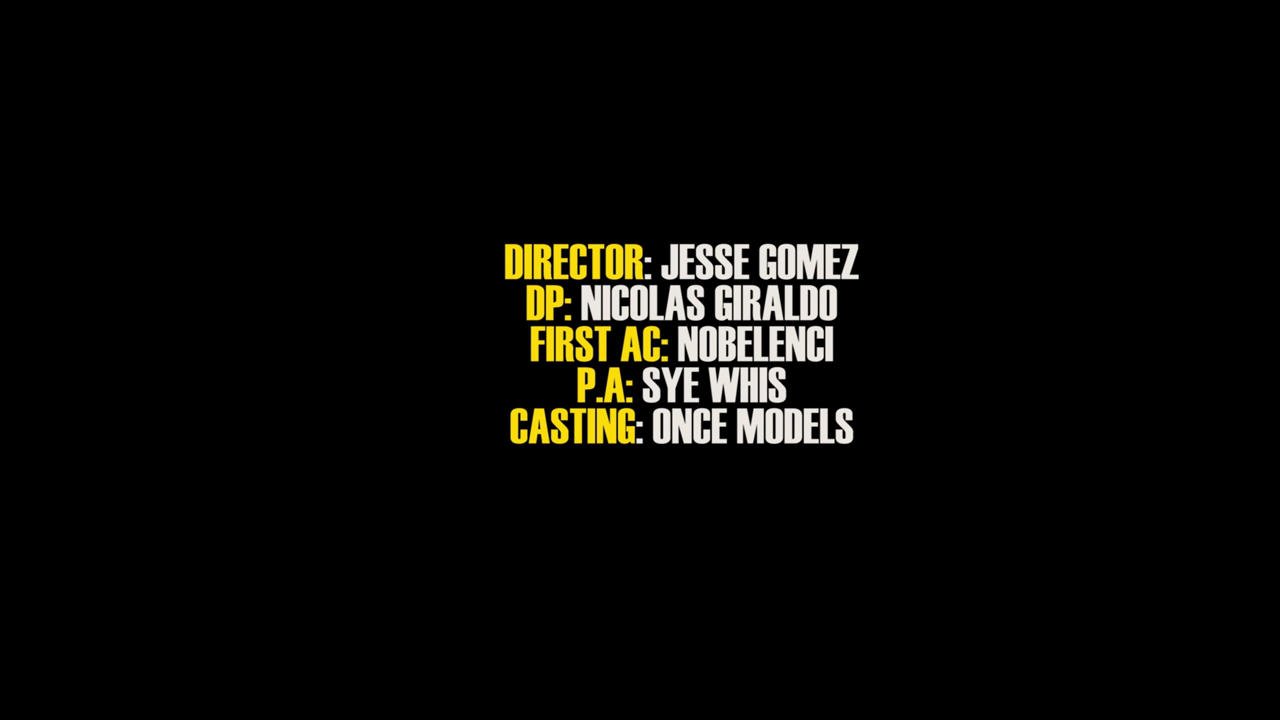 DIRECTOR: JESSE GOMEZ
DP: NICOLAS GIRALDO
FIRST AC: NOBELENCI
P.A: SYE WHIS
CASTING: ONCE MODELS